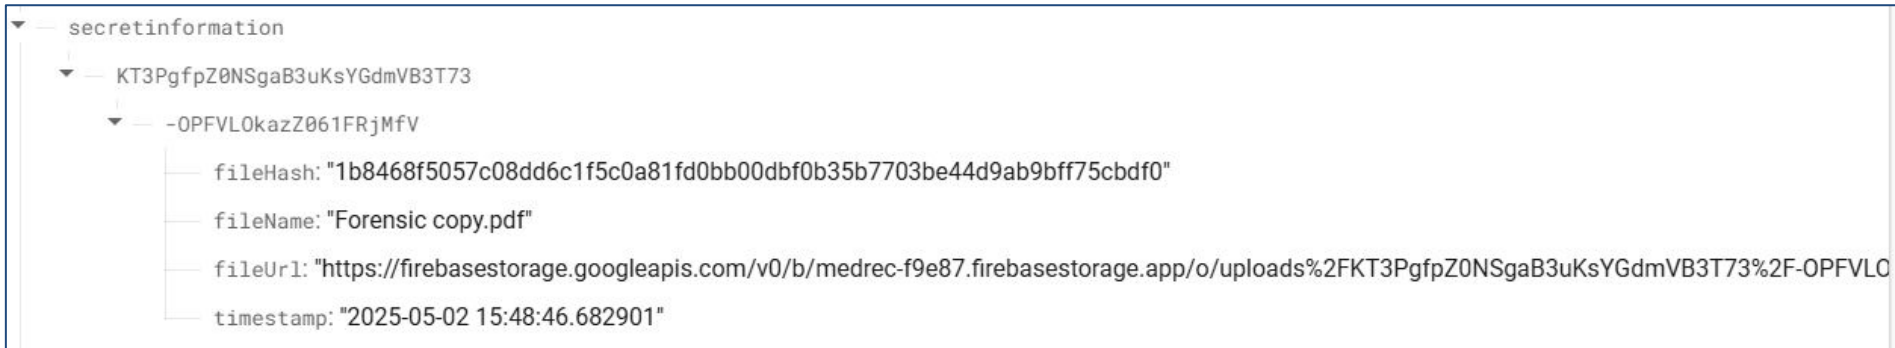 secretinformation
KT3PgfpZ0NSgaB3uKsYGdmVB3T73
-OPFVLOkazZ061FRjMfV
fileHash: "1b8468f5057c08dd6c1f5c0a81fd0bb00dbf0b35b7703be44d9ab9bff75cbdf0"
fileName: "Forensic copy.pdf"
fileUrl: "https://firebasestorage.googleapis.com/v0/b/medrec-f9e87.firebasestorage.app/o/uploads%2FKT3PgfpZ0NSgaB3uKsYGdmVB3T73%2F-OPFVLO
timestamp: "2025-05-02 15:48:46.682901"